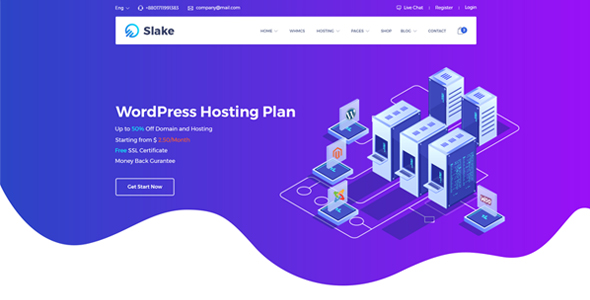 Eng +8801711991385 company@mail.com Live Chat | Register | Login
Slake HOME WHMCS HOSTING PAGES SHOP BLOG CONTACT
WordPress Hosting Plan
Up to 50% Off Domain and Hosting
Starting from $ 2.50/Month
Free SSL Certificate
Money Back Gurantee
Get Start Now
WOO